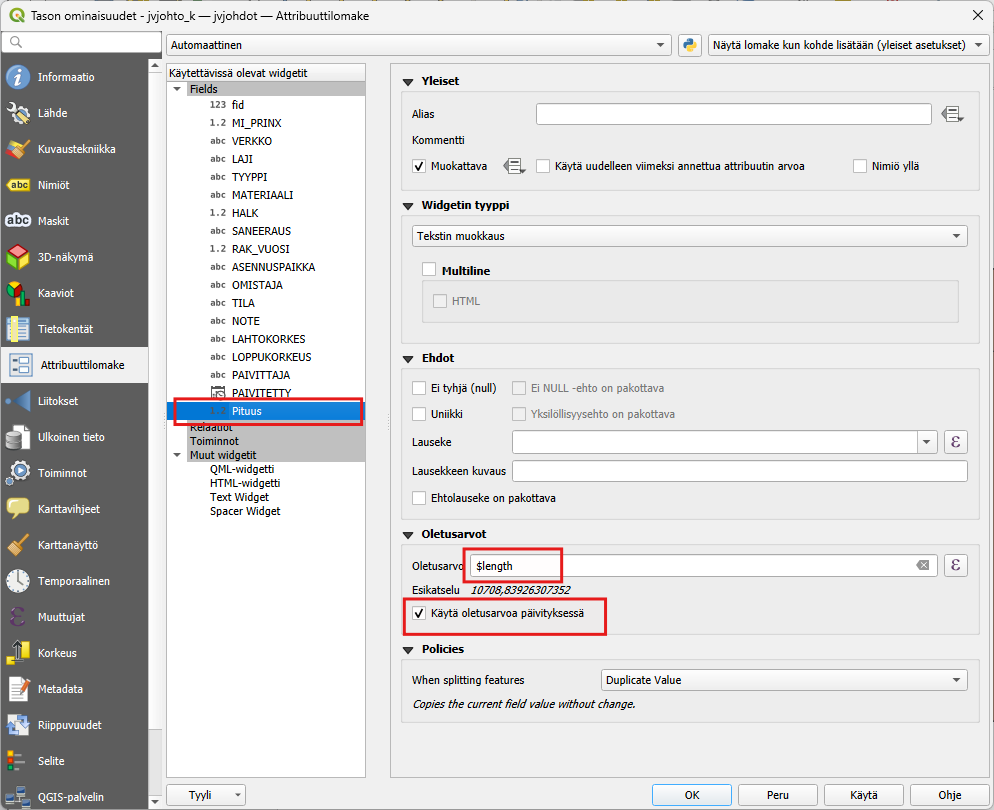 Tason ominaisuudet - jvjohto_k — jvjohdot — Attribuuttilomake
Automaattinen
Näytä lomake kun kohde lisätään (yleiset asetukset)
Informaatio
Lähde
Kuvaustekniikka
abc Nimiöt
abc Maskit
3D-näkymä
Kaaviot
Tietokentät
Attribuuttilomake
Liitokset
Ulkoinen tieto
Toiminnot
Karttavihjeet
Karttanäyttö
Temporaalinen
Muuttujat
Korkeus
Metadata
Riippuvuudet
Selite
QGIS-palvelin
Käytettävissä olevat widgetit
Fields
123 fid
1.2 MI_PRINX
abc VERKKO
abc LAJI
abc TYYPPI
abc MATERIAALI
1.2 HALK
abc SANEERAUS
1.2 RAK_VUOSI
abc ASENNUSPAIKKA
abc OMISTAJA
abc TILA
abc NOTE
abc LAHTOKORKES
abc LOPPUKORKEUS
abc PAIVITTAJA
PAIVITETTY
1.2 Pituus
Relaatiot
Toiminnot
Muut widgetit
QML-widgetti
HTML-widgetti
Text Widget
Spacer Widget
Yleiset
Alias
Kommentti
Muokattava
Käytä uudelleen viimeksi annettua attribuutin arvoa
Nimiö yllä
Widgetin tyyppi
Tekstin muokkaus
Multiline
HTML
Ehdot
Ei tyhjä (null)
Ei NULL -ehto on pakottava
Uniikki
Yksilöllisyysehto on pakottava
Lauseke
ε
Lausekkeen kuvaus
Ehtolauseke on pakottava
Oletusarvot
Oletusarvo
$length
ε
Esikatselu 10708,83926307352
Käytä oletusarvoa päivityksessä
Policies
When splitting features
Duplicate Value
Copies the current field value without change.
Tyyli
OK
Peru
Käytä
Ohje